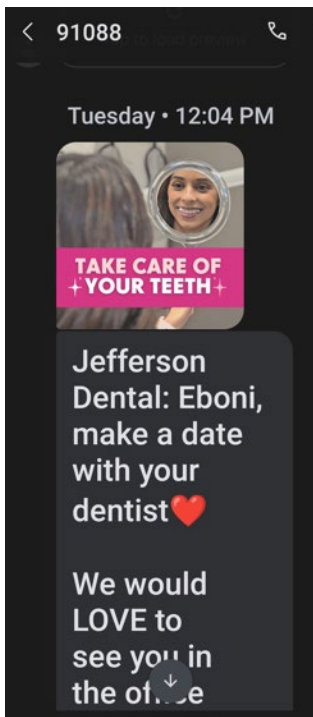 91088
Tuesday • 12:04 PM
TAKE CARE OF
YOUR TEETH
Jefferson
Dental: Eboni,
make a date
with your
dentist❤️
We would
LOVE to
see you in
the office